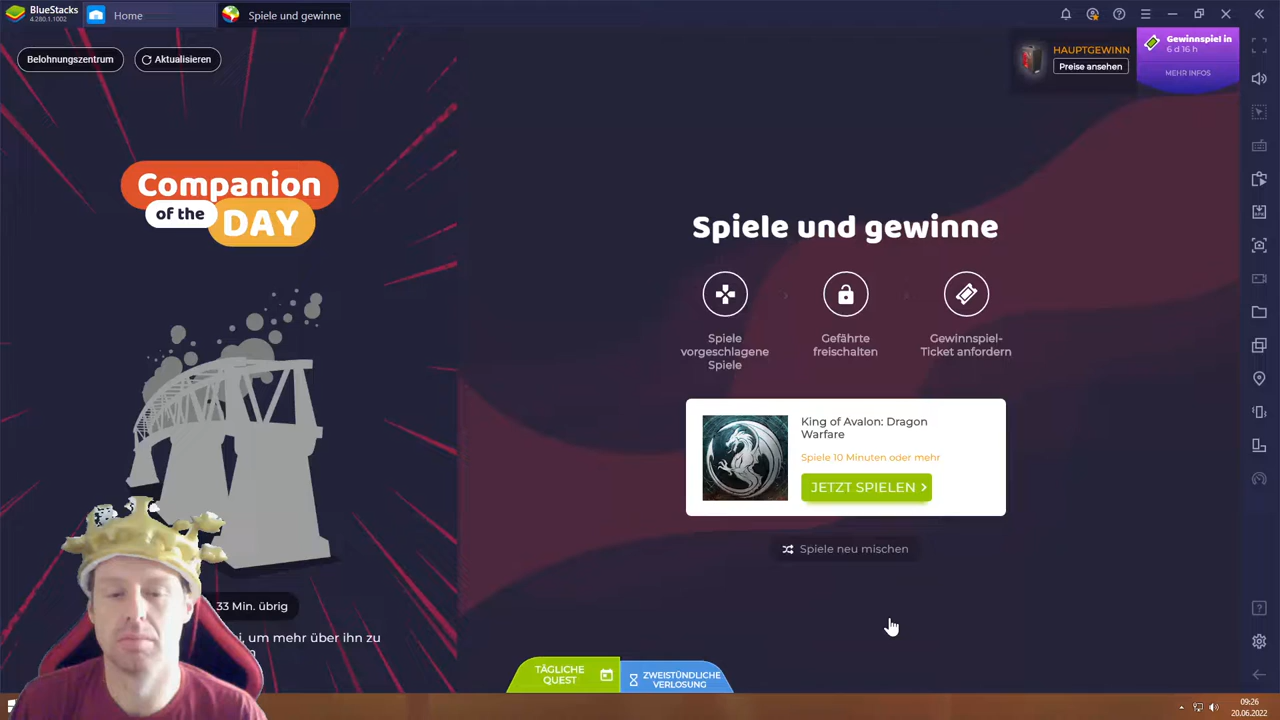 BlueStacks
4.280.1.1002
Home
Spiele und gewinne
Belohnungszentrum
Aktualisieren
HAUPTGEWINN
Preise ansehen
Gewinnspiel in
6 d 16 h
MEHR INFOS
Companion
of the
DAY
Spiele und gewinne
Spiele
vorgeschlagene
Spiele
Gefährte
freischalten
Gewinnspiel-
Ticket anfordern
King of Avalon: Dragon
Warfare
Spiele 10 Minuten oder mehr
JETZT SPIELEN
Spiele neu mischen
33 Min. übrig
um mehr über ihn zu
TÄGLICHE
QUEST
ZWEISTÜNDLICHE
VERLOSUNG
09:26
20.06.2022